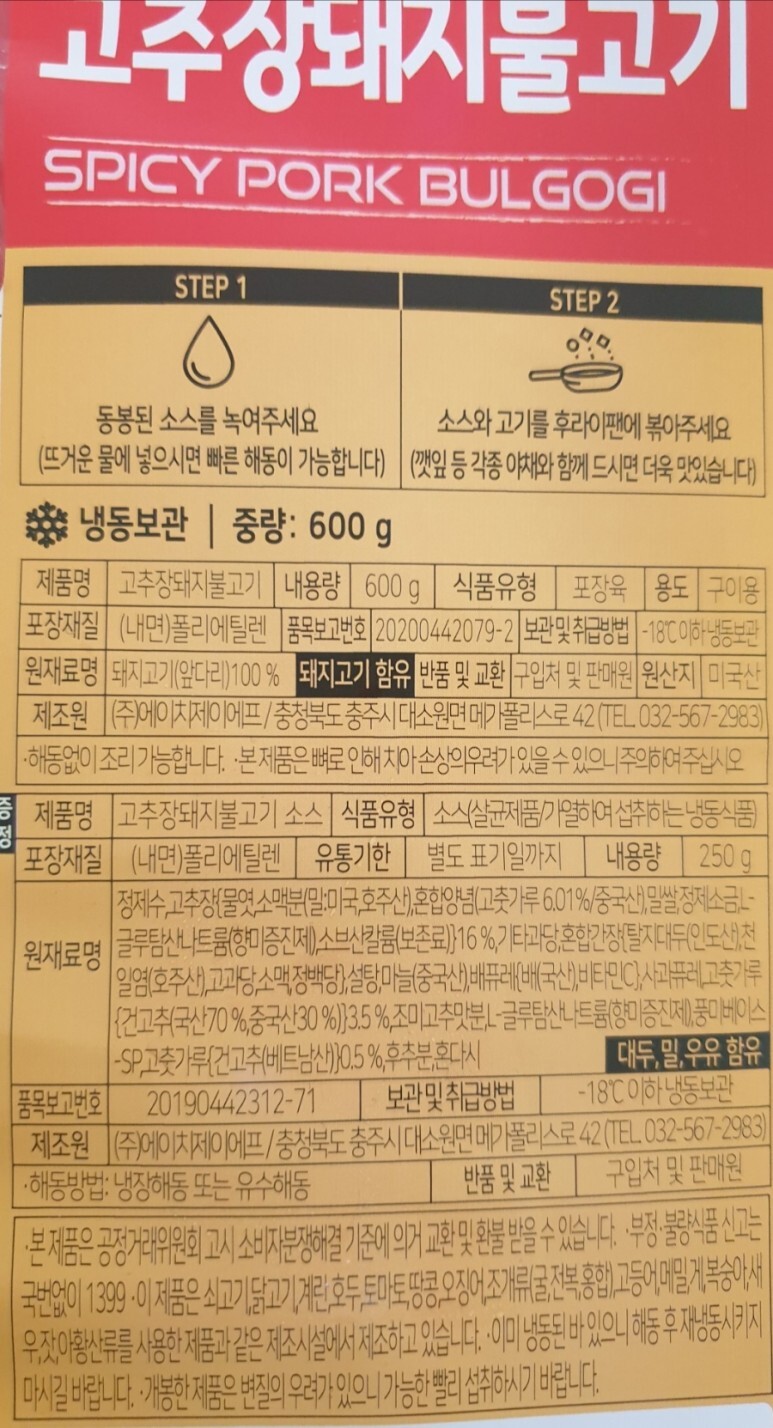 고추장돼지불고기
SPICY PORK BULGOGI
STEP 1
동봉된 소스를 녹여주세요
(뜨거운 물에 넣으시면 빠른 해동이 가능합니다)
STEP 2
소스와 고기를 후라이팬에 볶아주세요
(깻잎 등 각종 야채와 함께 드시면 더욱 맛있습니다)
냉동보관 | 중량: 600 g
제품명 고추장돼지불고기 내용량 600 g 식품유형 포장육 용도 구이용
포장재질 (내면)폴리에틸렌 품목보고번호 20200442079-2 보관및취급방법 -18℃이하냉동보관
원재료명 돼지고기(앞다리)100 % 돼지고기 함유 반품 및 교환 구입처 및 판매원 원산지 미국산
제조원 (주)에이치제이에프 / 충청북도 충주시 대소원면 메가폴리스로 42 (TEL. 032-567-2983)
·해동없이 조리가능합니다. ·본 제품은 뼈로 인해 치아 손상의우려가 있을 수 있으니 주의하여 주십시오
증정
제품명 고추장돼지불고기 소스 식품유형 소스(살균제품/가열하여 섭취하는 냉동식품)
포장재질 (내면)폴리에틸렌 유통기한 별도 표기일까지 내용량 250 g
원재료명 정제수,고추장{물엿,소맥분(밀:미국,호주산),혼합양념(고춧가루 6.01%/중국산),밀쌀,정제소금,L-
글루탐산나트륨(향미증진제),소브산칼륨(보존료)}16 %,기타과당,혼합간장{탈지대두(인도산),천
일염(호주산),고과당,소맥,정백당},설탕,마늘(중국산),배퓨레{배(국산),비타민C},사과퓨레,고춧가루
{건고추(국산70 %,중국산30 %)}3.5 %,조미고추맛분,L-글루탐산나트륨(향미증진제),풍미베이스
-SP,고춧가루{건고추(베트남산)}0.5 %,후추분,혼다시
대두, 밀, 우유 함유
품목보고번호 20190442312-71 보관 및 취급방법 -18℃ 이하 냉동보관
제조원 (주)에이치제이에프 / 충청북도 충주시 대소원면 메가폴리스로 42 (TEL. 032-567-2983)
·해동방법: 냉장해동 또는 유수해동 반품 및 교환 구입처 및 판매원
·본 제품은 공정거래위원회 고시 소비자분쟁해결 기준에 의거 교환 및 환불 받을 수 있습니다. ·부정·불량식품 신고는
국번없이 1399 ·이 제품은 쇠고기,닭고기,계란,호두,토마토,땅콩,오징어,조개류(굴,전복,홍합),고등어,메밀,게,복숭아,새
우,잣,아황산류를 사용한 제품과 같은 제조시설에서 제조하고 있습니다. ·이미 냉동된 바 있으니 해동 후 재냉동시키지
마시길 바랍니다. ·개봉한 제품은 변질의 우려가 있으니 가능한 빨리 섭취하시기 바랍니다.